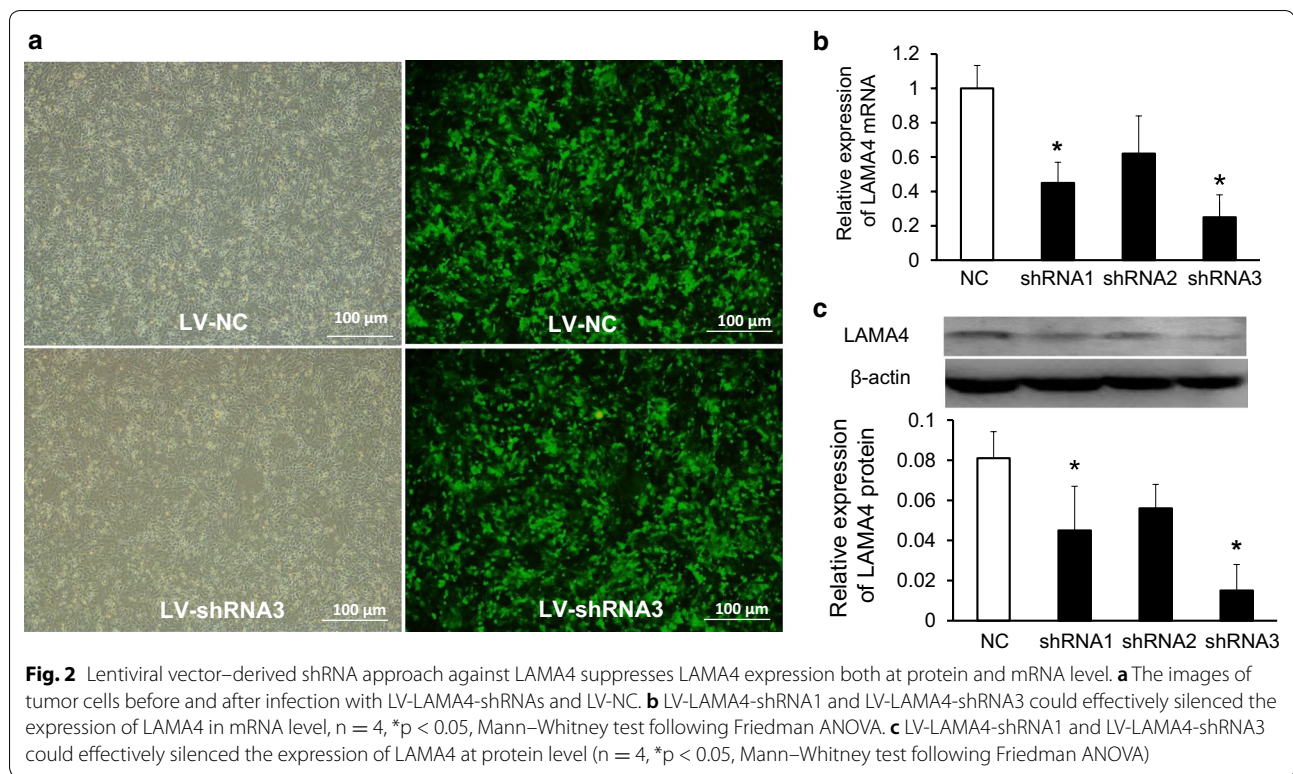 a
LV-NC
100 µm
LV-NC
100 µm
LV-shRNA3
100 µm
LV-shRNA3
100 µm
b
Relative expression
of LAMA4 mRNA
1.2
1
0.8
0.6
0.4
0.2
0
*
*
NC shRNA1 shRNA2 shRNA3
c
LAMA4
β-actin
Relative expression
of LAMA4 protein
0.1
0.08
0.06
0.04
0.02
0
*
*
NC shRNA1 shRNA2 shRNA3
Fig. 2 Lentiviral vector–derived shRNA approach against LAMA4 suppresses LAMA4 expression both at protein and mRNA level. a The images of
tumor cells before and after infection with LV-LAMA4-shRNAs and LV-NC. b LV-LAMA4-shRNA1 and LV-LAMA4-shRNA3 could effectively silenced the
expression of LAMA4 in mRNA level, n = 4, *p < 0.05, Mann–Whitney test following Friedman ANOVA. c LV-LAMA4-shRNA1 and LV-LAMA4-shRNA3
could effectively silenced the expression of LAMA4 at protein level (n = 4, *p < 0.05, Mann–Whitney test following Friedman ANOVA)